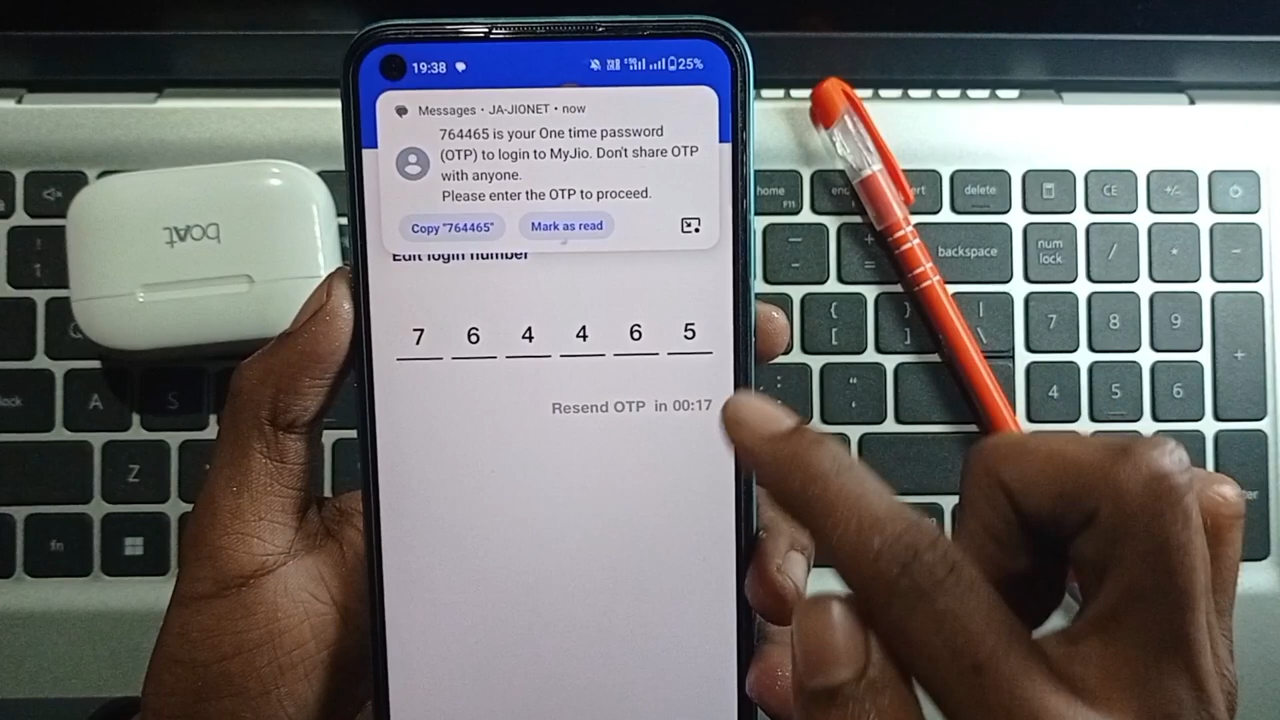 19:38
25%
Messages • JA-JIONET • now
764465 is your One time password
(OTP) to login to MyJio. Don't share OTP
with anyone.
Please enter the OTP to proceed.
Copy "764465"
Mark as read
Edit login number
7 6 4 4 6 5
Resend OTP in 00:17
boAt
home
F11
delete
CE
+/-
backspace
num
lock
/
*
-
{
[
}
]
|
\
7
8
9
+
:
;
"
4
5
6
A
S
Z
fn
!
1